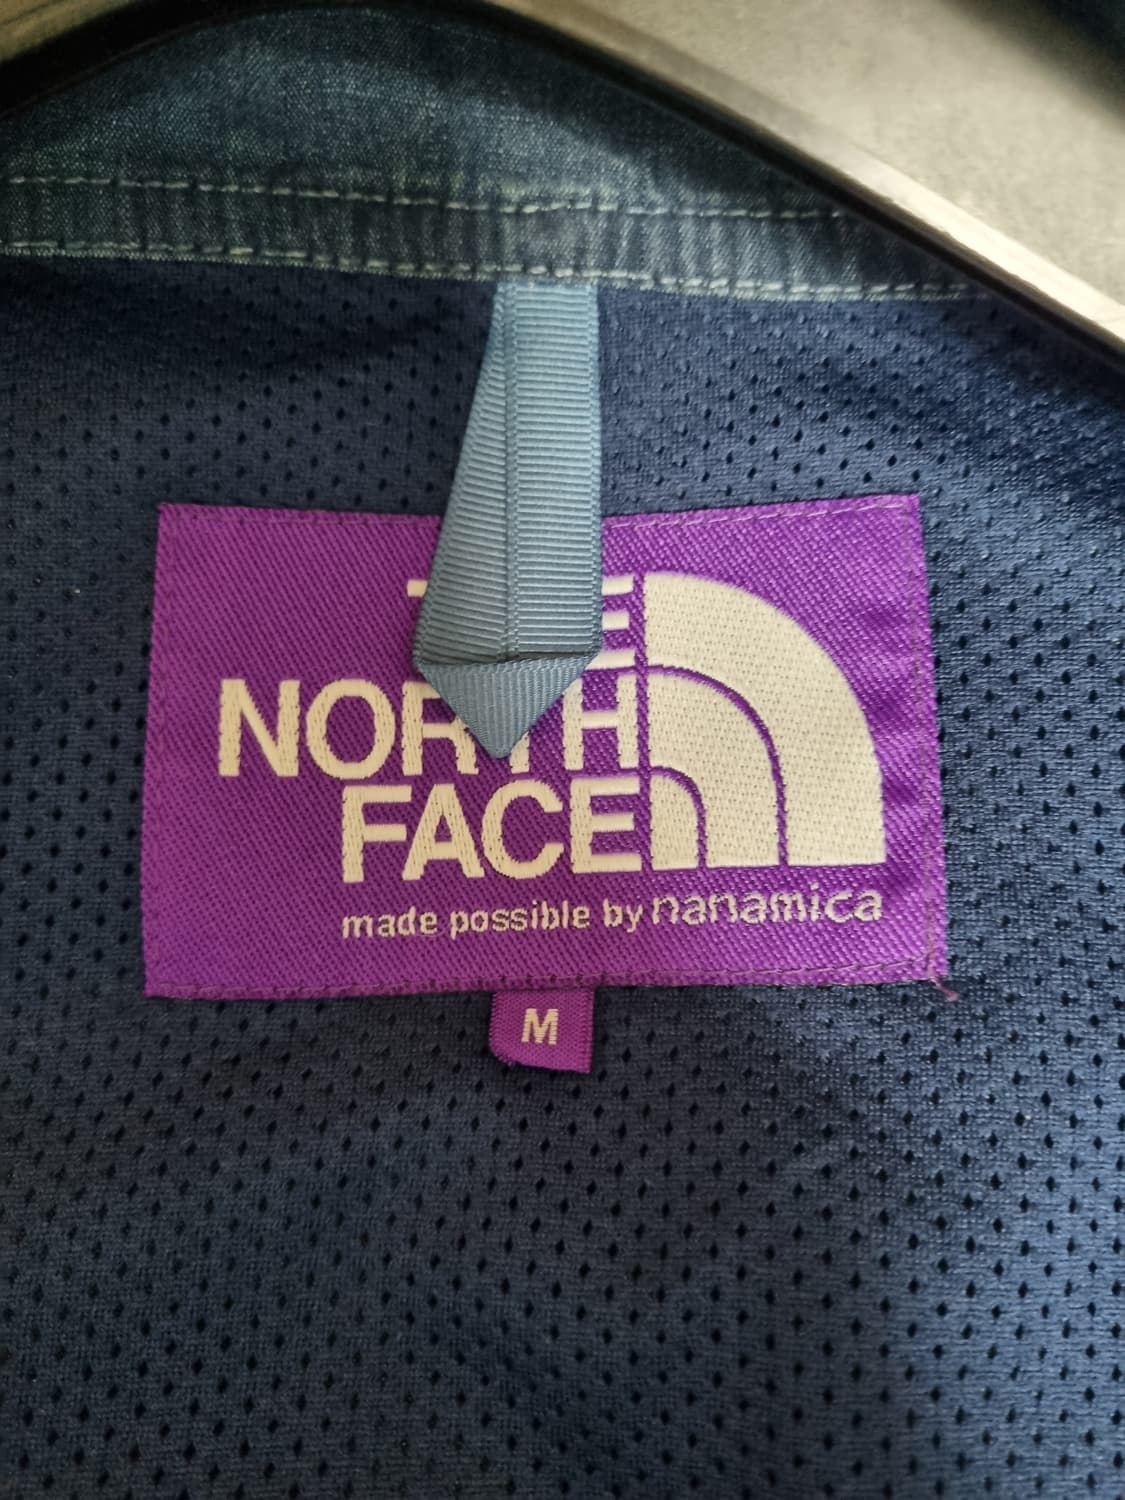 NORTH
FACE
made possible by nanamica
M